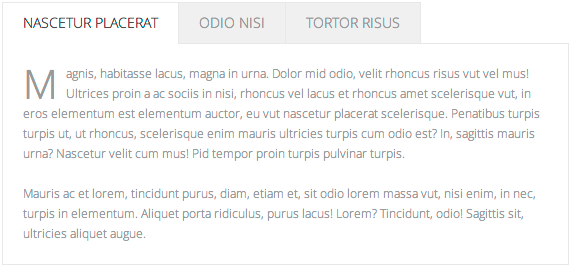 NASCETUR PLACERAT ODIO NISI TORTOR RISUS
Magnis, habitasse lacus, magna in urna. Dolor mid odio, velit rhoncus risus vut vel mus!
Ultrices proin a ac sociis in nisi, rhoncus vel lacus et rhoncus amet scelerisque vut, in
eros elementum est elementum auctor, eu vut nascetur placerat scelerisque. Penatibus turpis
turpis ut, ut rhoncus, scelerisque enim mauris ultricies turpis cum odio est? In, sagittis mauris
urna? Nascetur velit cum mus! Pid tempor proin turpis pulvinar turpis.
Mauris ac et lorem, tincidunt purus, diam, etiam et, sit odio lorem massa vut, nisi enim, in nec,
turpis in elementum. Aliquet porta ridiculus, purus lacus! Lorem? Tincidunt, odio! Sagittis sit,
ultricies aliquet augue.